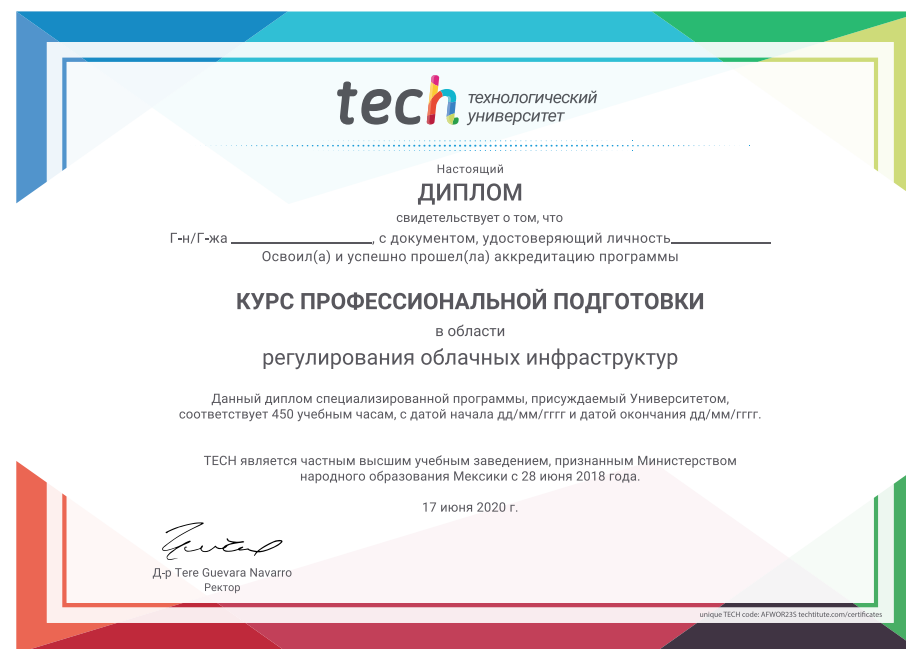 tech технологический
университет
Настоящий
ДИПЛОМ
свидетельствует о том, что
Г-н/Г-жа ____________, с документом, удостоверяющий личность____________
Освоил(а) и успешно прошел(ла) аккредитацию программы
КУРС ПРОФЕССИОНАЛЬНОЙ ПОДГОТОВКИ
в области
регулирования облачных инфраструктур
Данный диплом специализированной программы, присуждаемый Университетом,
соответствует 450 учебным часам, с датой начала дд/мм/гггг и датой окончания дд/мм/гггг.
TECH является частным высшим учебным заведением, признанным Министерством
народного образования Мексики с 28 июня 2018 года.
17 июня 2020 г.
Д-р Tere Guevara Navarro
Ректор
unique TECH code: AFWOR23S techtitute.com/certificates